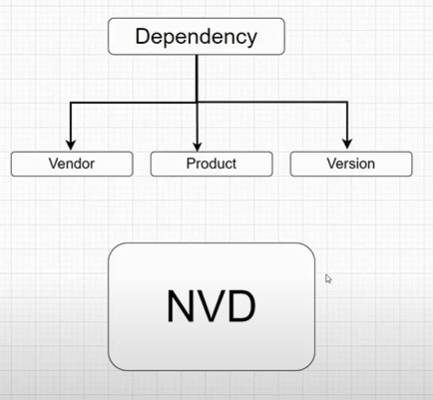 Dependency
Vendor
Product
Version
NVD